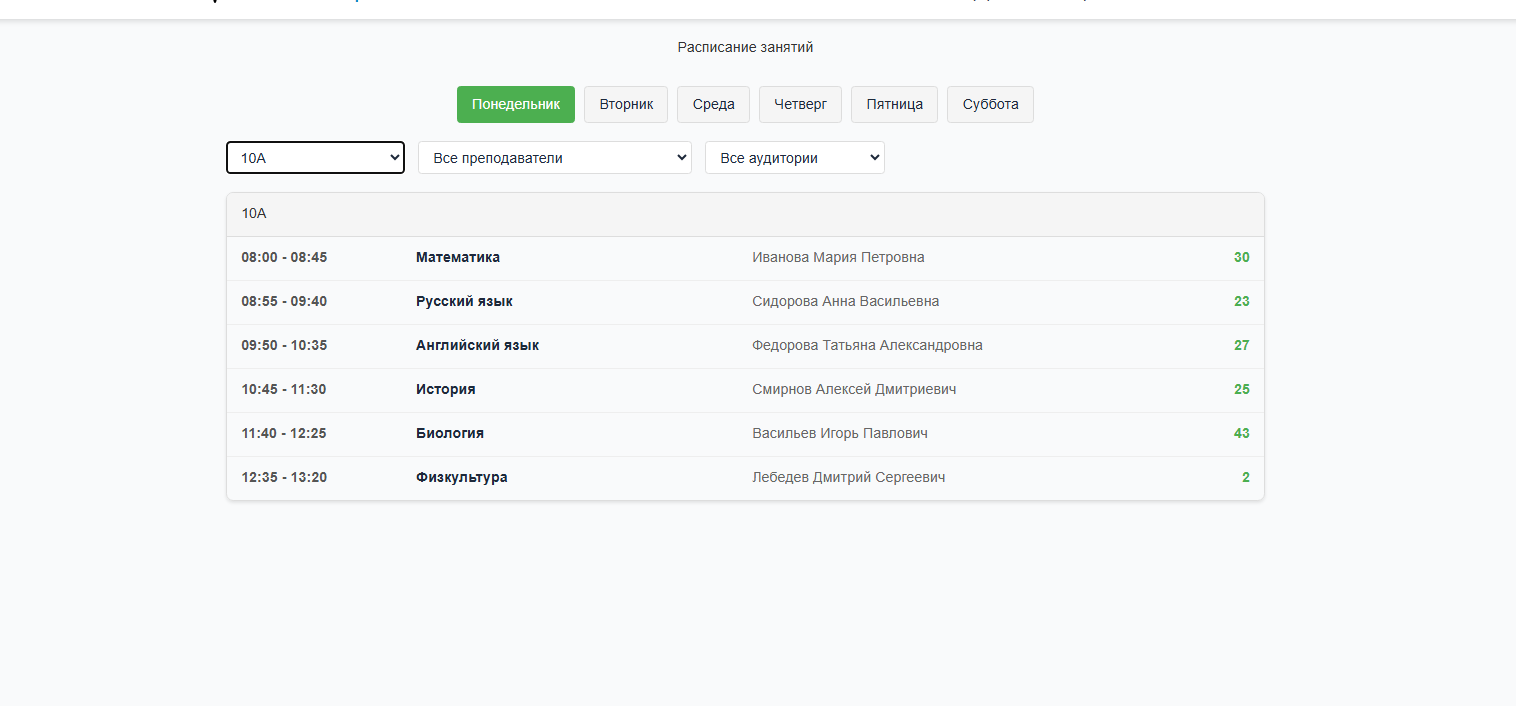 Расписание занятий
Понедельник Вторник Среда Четверг Пятница Суббота
10А Все преподаватели Все аудитории
10А
08:00 - 08:45 Математика Иванова Мария Петровна 30
08:55 - 09:40 Русский язык Сидорова Анна Васильевна 23
09:50 - 10:35 Английский язык Федорова Татьяна Александровна 27
10:45 - 11:30 История Смирнов Алексей Дмитриевич 25
11:40 - 12:25 Биология Васильев Игорь Павлович 43
12:35 - 13:20 Физкультура Лебедев Дмитрий Сергеевич 2